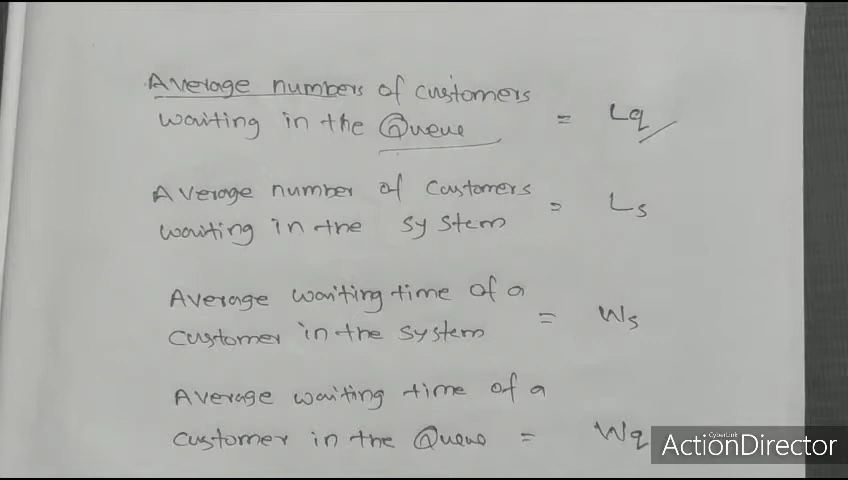 Average numbers of customers
waiting in the Queue = Lq
Average number of customers
waiting in the system = Ls
Average waiting time of a
customer in the system = Ws
Average waiting time of a
customer in the Queue = Wq
CyberLink
ActionDirector